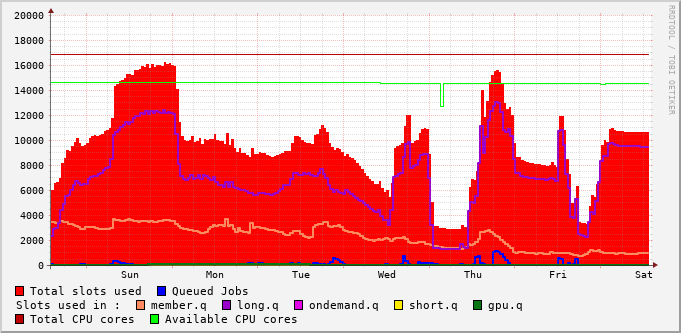 20000
18000
16000
14000
12000
10000
8000
6000
4000
2000
0
Sun Mon Tue Wed Thu Fri Sat
RRDTOOL / TOBI OETIKER
Total slots used Queued Jobs
Slots used in : member.q long.q ondemand.q short.q gpu.q
Total CPU cores Available CPU cores